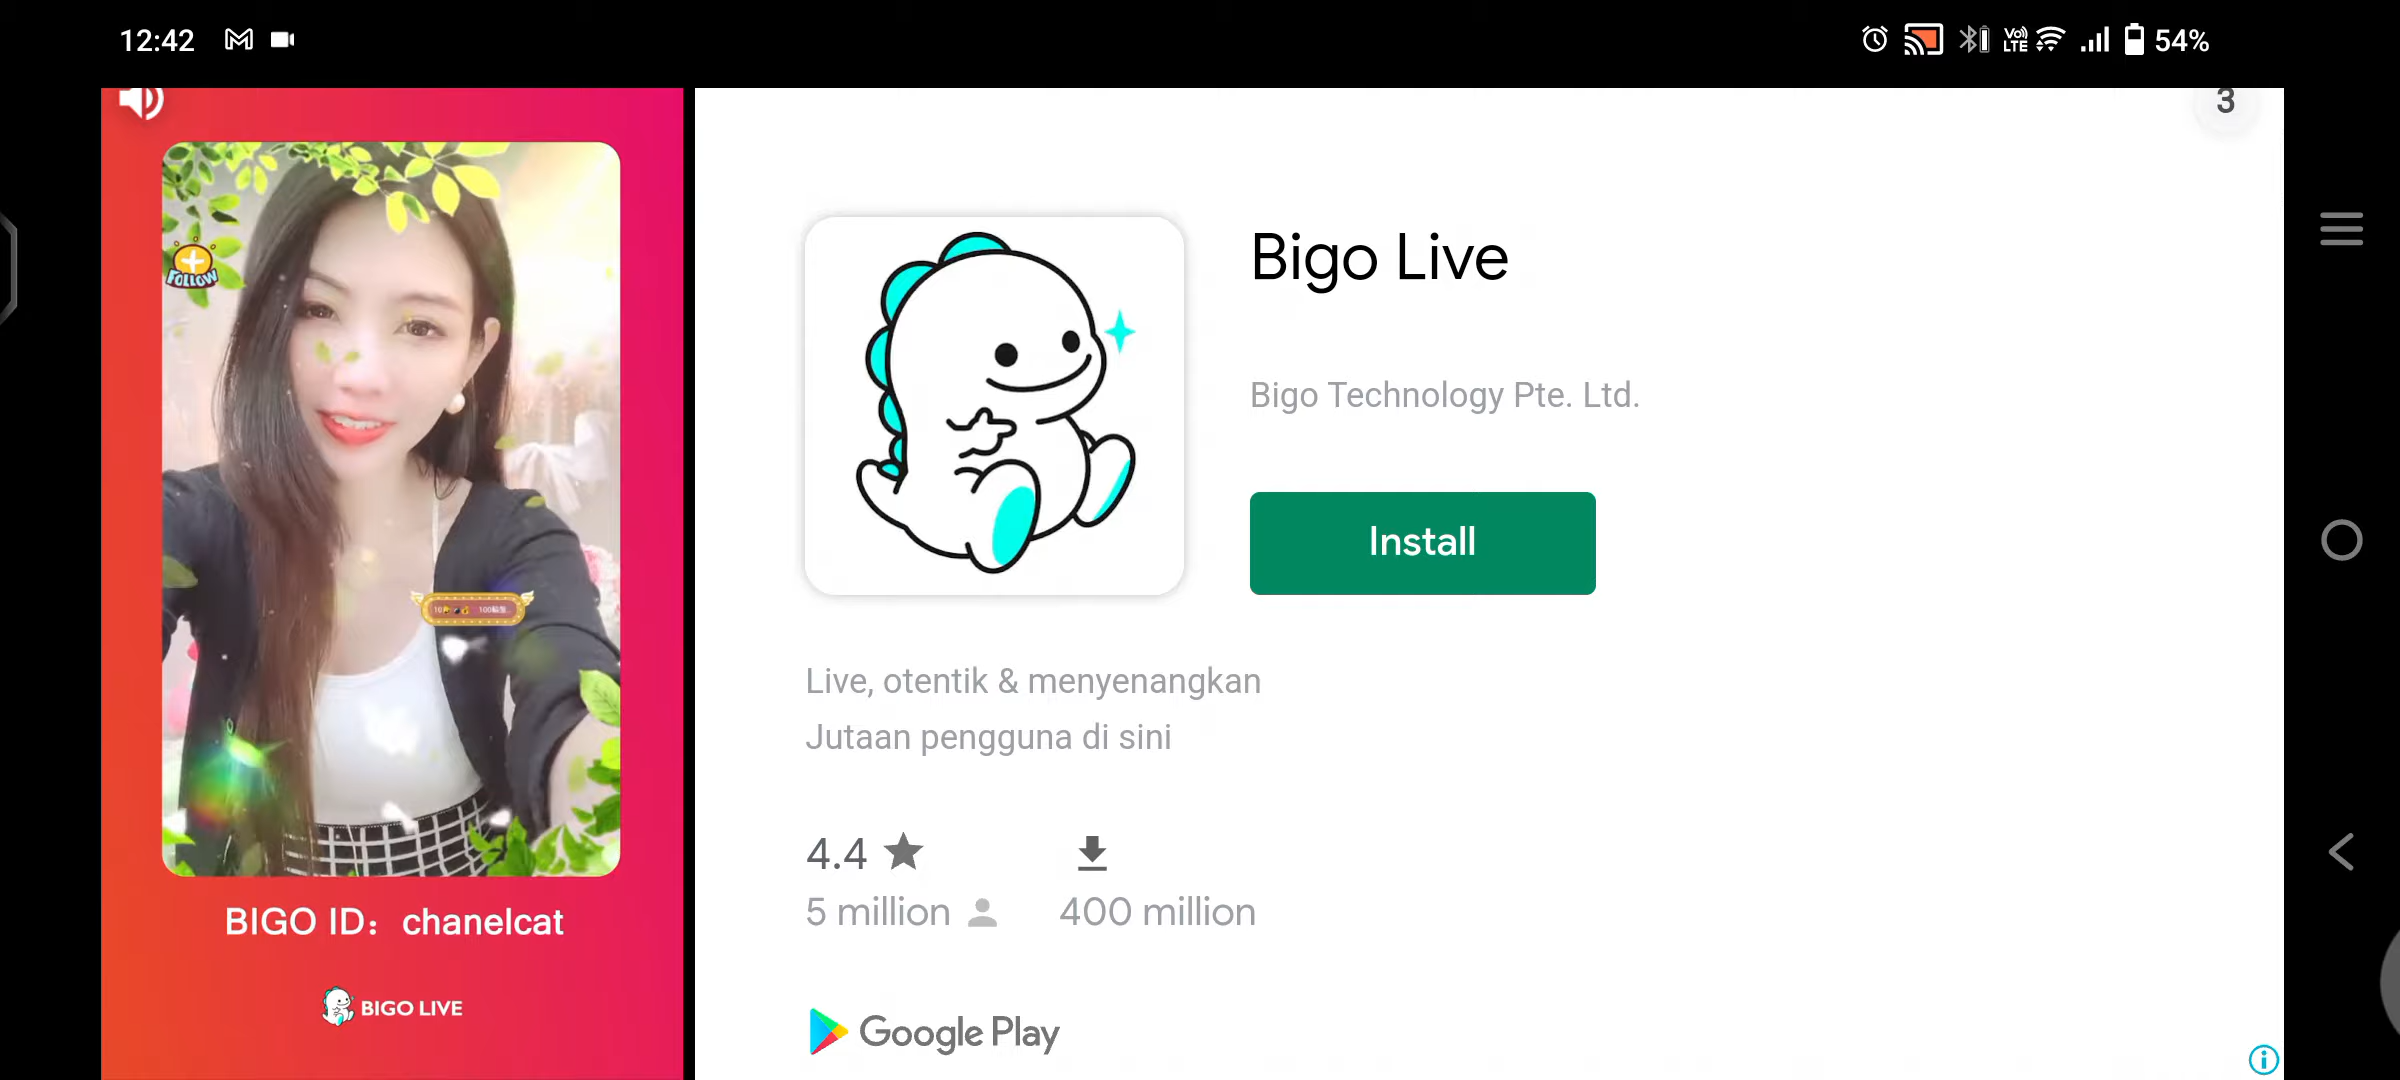 12:42
VoLTE
54%
3
FOLLOW
BIGO ID： chanelcat
BIGO LIVE
Bigo Live
Bigo Technology Pte. Ltd.
Install
Live, otentik & menyenangkan
Jutaan pengguna di sini
4.4
5 million
400 million
Google Play